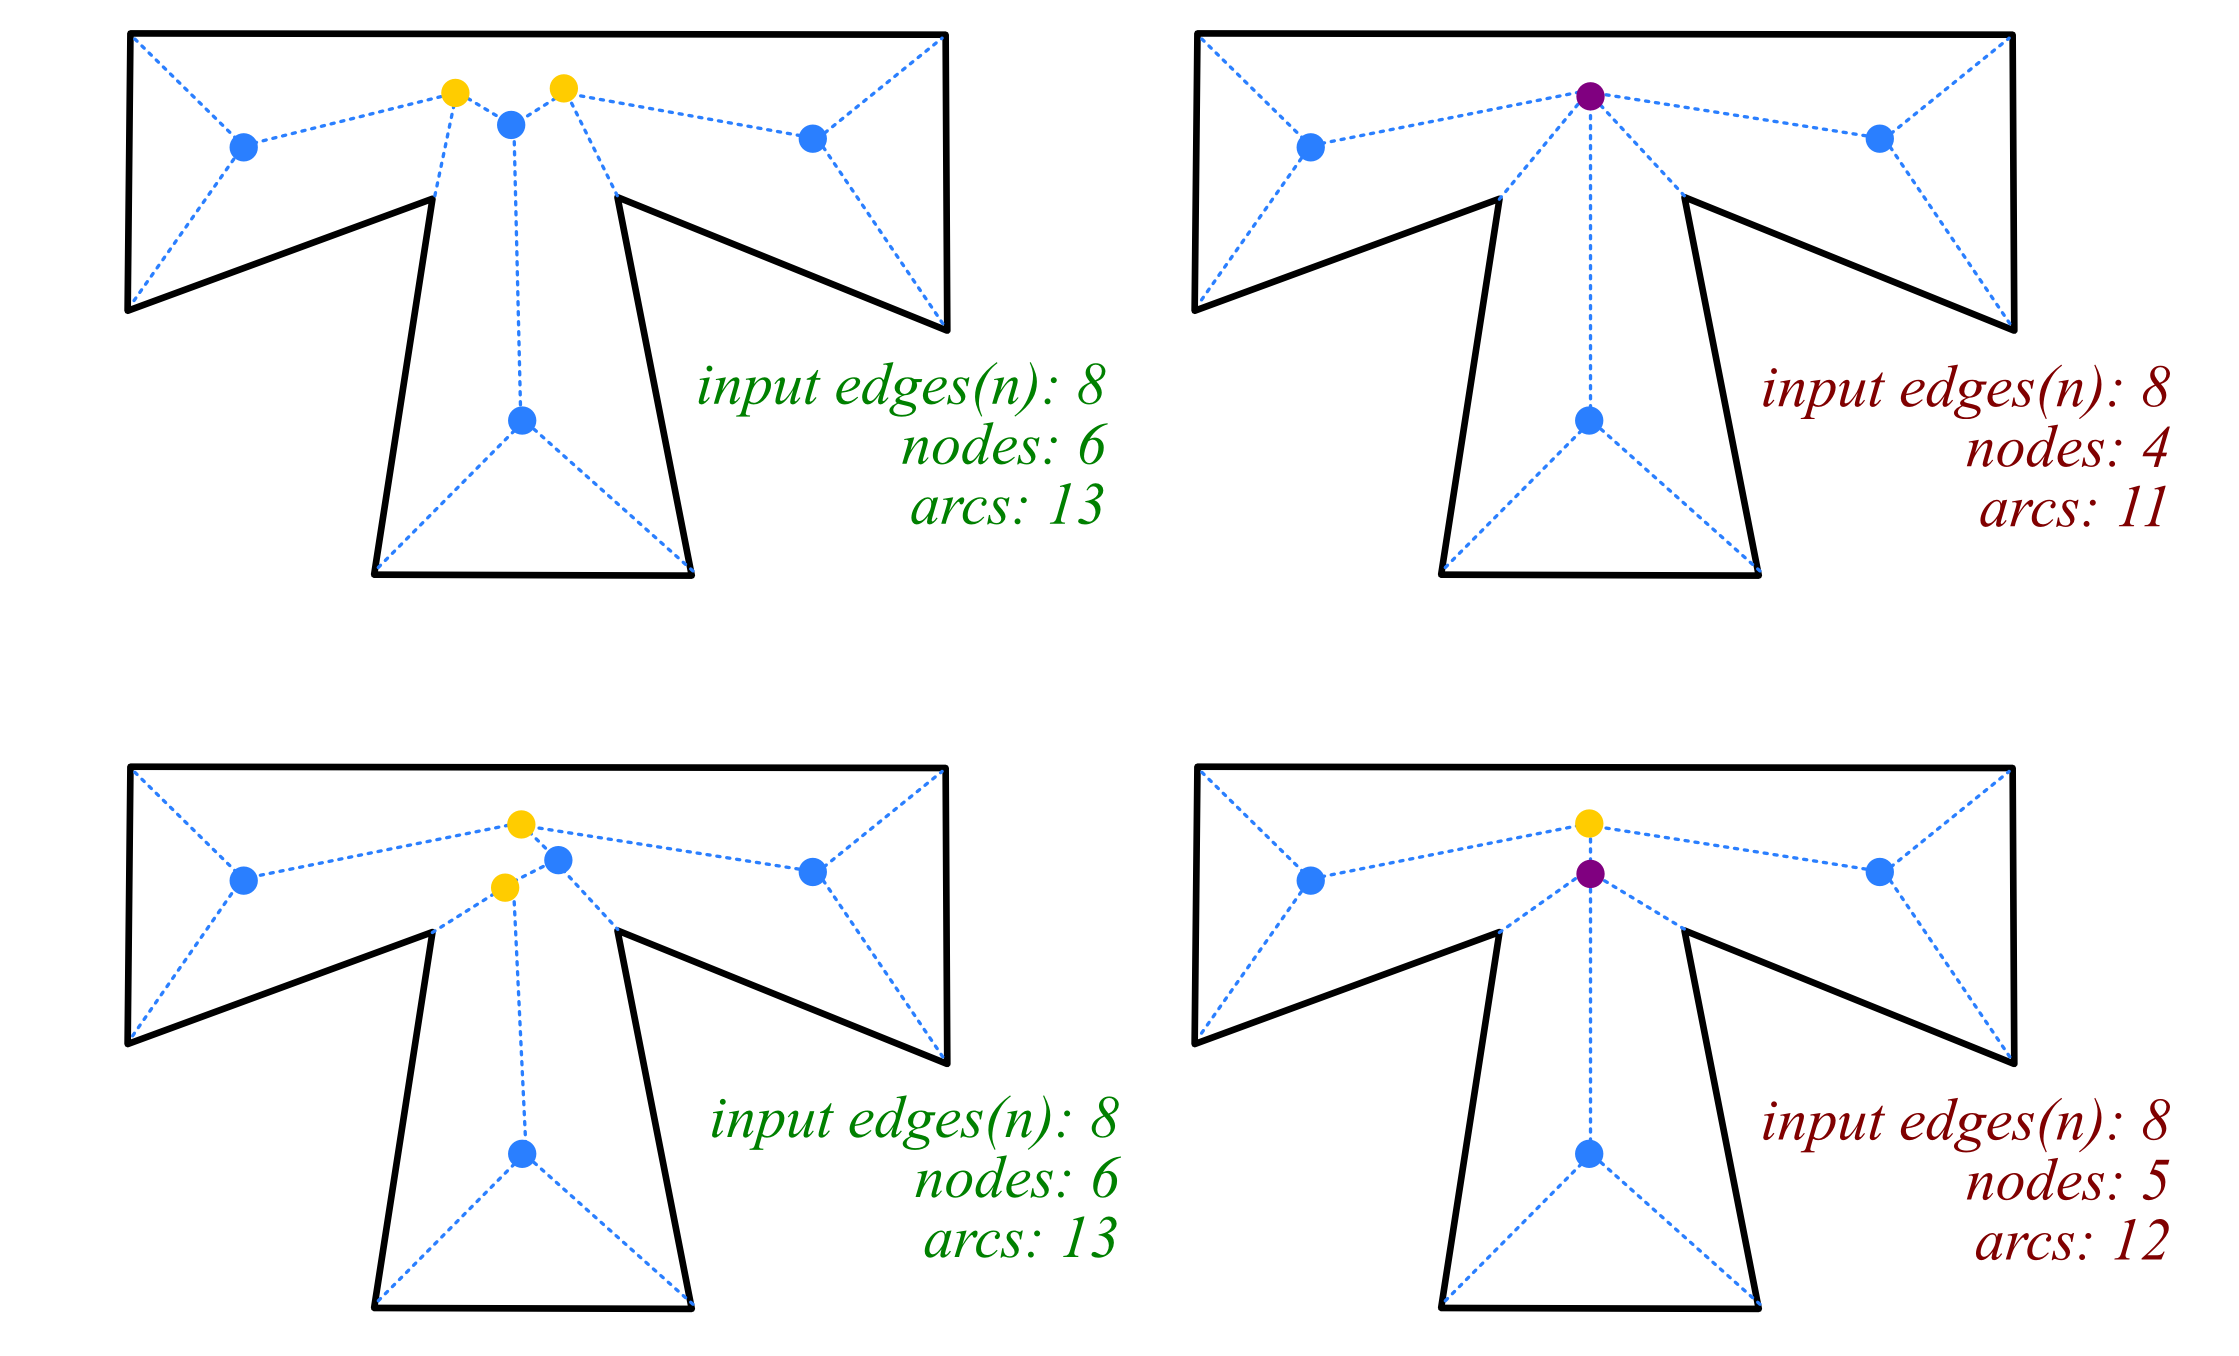 input edges(n): 8
nodes: 6
arcs: 13
input edges(n): 8
nodes: 4
arcs: 11
input edges(n): 8
nodes: 6
arcs: 13
input edges(n): 8
nodes: 5
arcs: 12